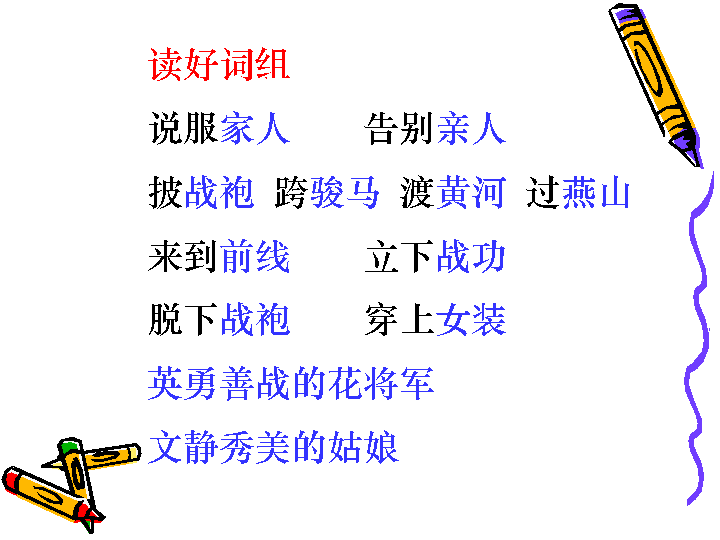 读好词组
说服家人 告别亲人
披战袍 跨骏马 渡黄河 过燕山
来到前线 立下战功
脱下战袍 穿上女装
英勇善战的花将军
文静秀美的姑娘